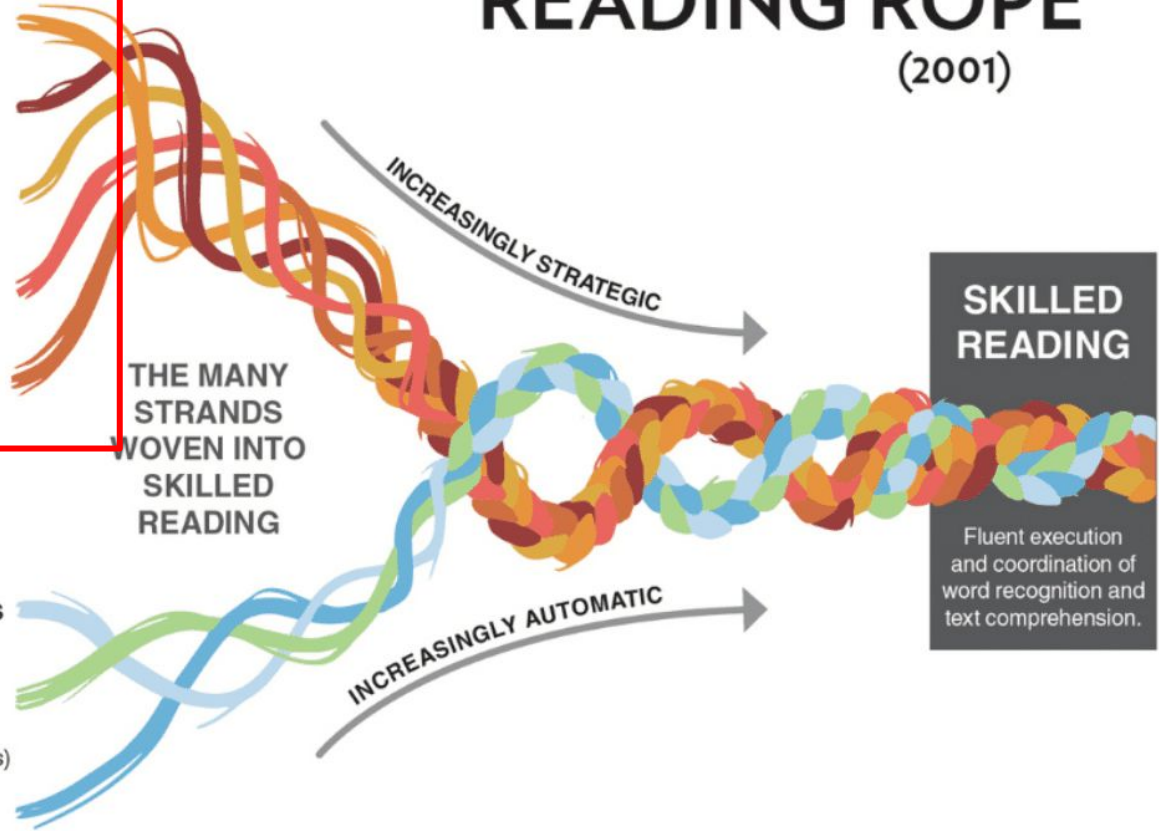 READING ROPE
(2001)
INCREASINGLY STRATEGIC
SKILLED
READING
THE MANY
STRANDS
WOVEN INTO
SKILLED
READING
Fluent execution
and coordination of
word recognition and
text comprehension.
INCREASINGLY AUTOMATIC
s)